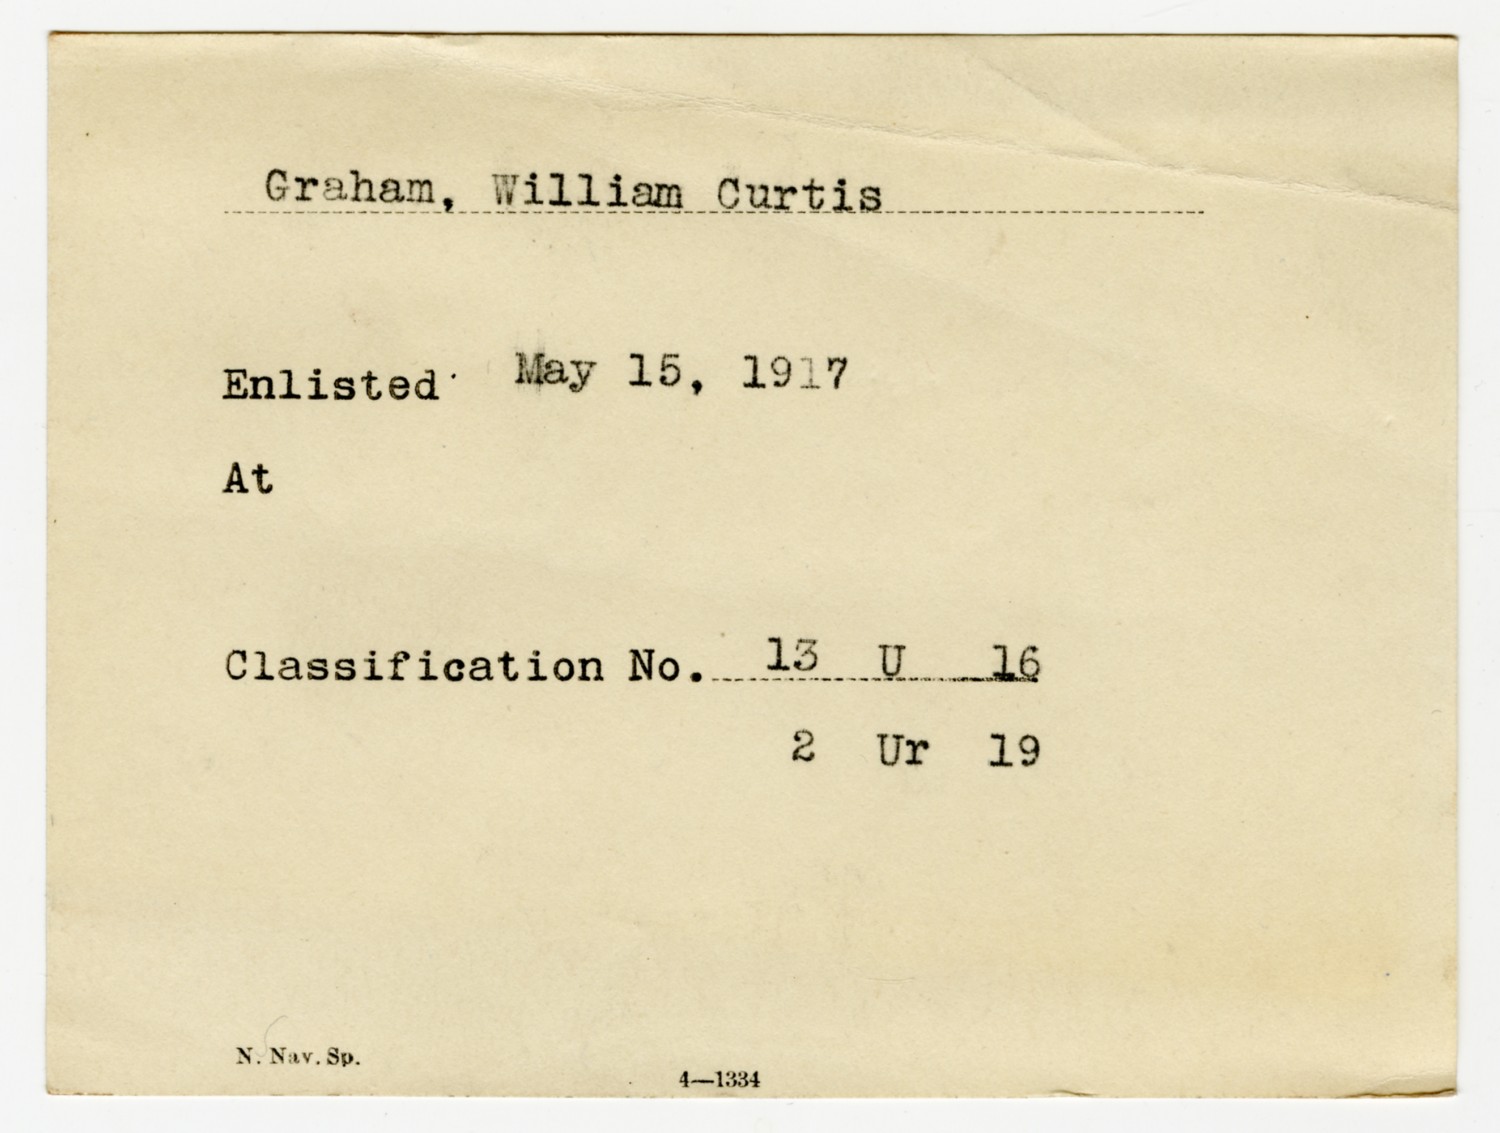 Graham, William Curtis
Enlisted May 15, 1917
At
Classification No. 13 U 16
2 Ur 19
N. Nav. Sp.
4—1334